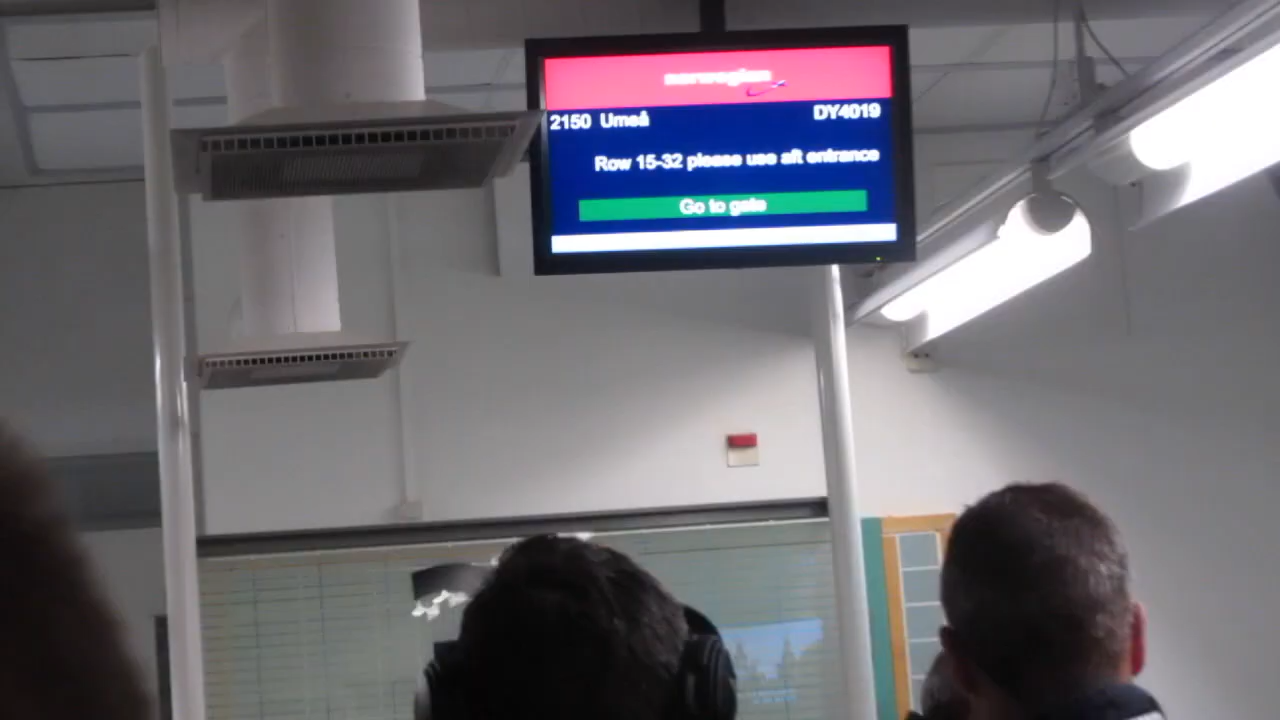 norwegian
2150 Umeå DY4019
Row 15-32 please use aft entrance
Go to gate